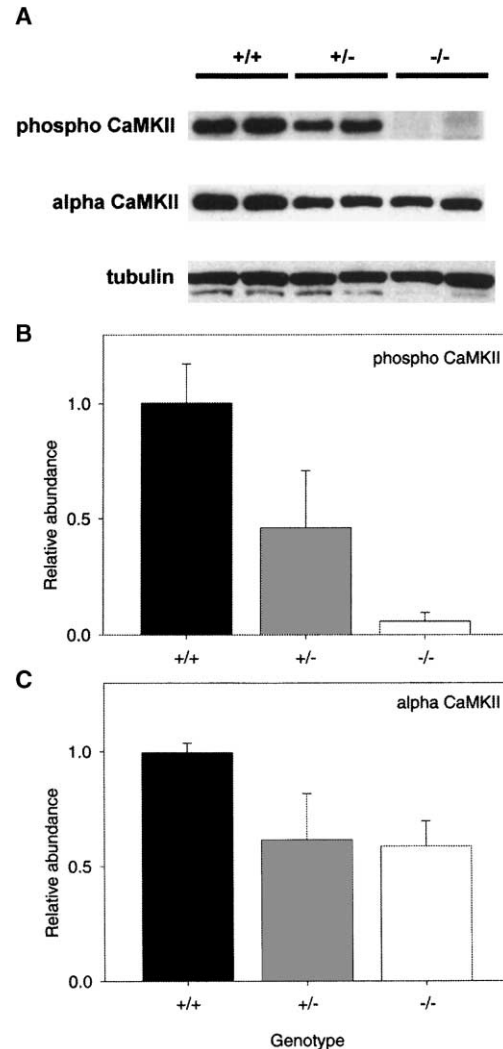 A
+/+ +/- -/-
phospho CaMKII
alpha CaMKII
tubulin
B
phospho CaMKII
Relative abundance
1.0
0.5
0.0
+/+ +/- -/-
C
alpha CaMKII
Relative abundance
1.0
0.5
0.0
+/+ +/- -/-
Genotype